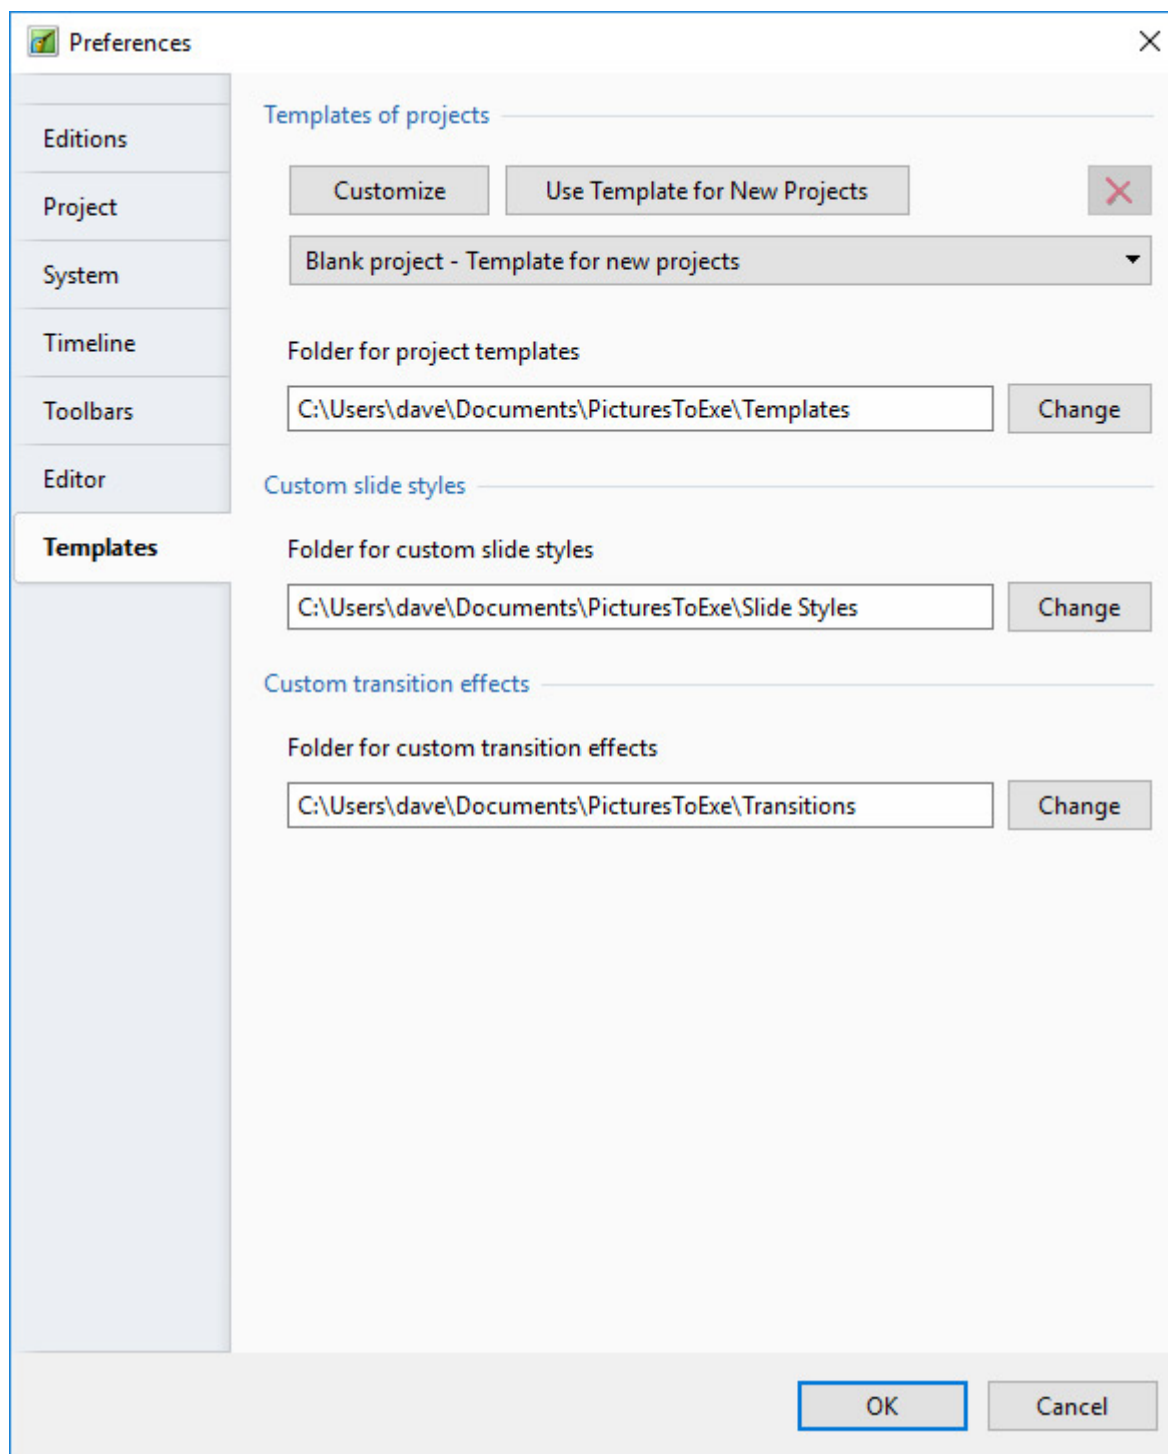 Preferences
Editions
Project
System
Timeline
Toolbars
Editor
Templates
Templates of projects
Customize
Use Template for New Projects
Blank project - Template for new projects
Folder for project templates
C:\Users\dave\Documents\PicturesToExe\Templates
Change
Custom slide styles
Folder for custom slide styles
C:\Users\dave\Documents\PicturesToExe\Slide Styles
Change
Custom transition effects
Folder for custom transition effects
C:\Users\dave\Documents\PicturesToExe\Transitions
Change
OK
Cancel